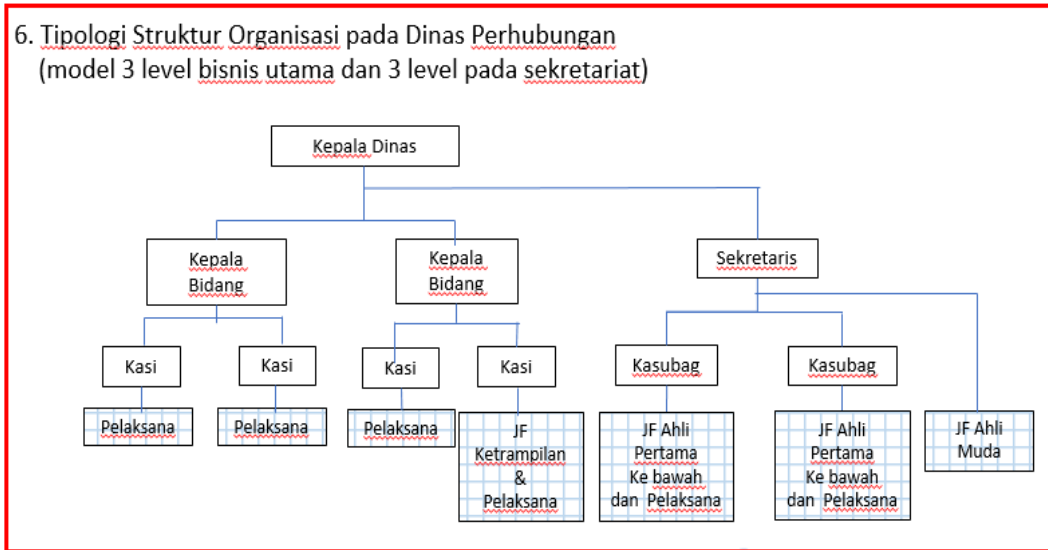 6. Tipologi Struktur Organisasi pada Dinas Perhubungan
(model 3 level bisnis utama dan 3 level pada sekretariat)
Kepala Dinas
Kepala
Bidang
Kepala
Bidang
Sekretaris
Kasi
Kasi
Kasi
Kasi
Kasubag
Kasubag
Pelaksana
Pelaksana
Pelaksana
JF
Ketrampilan
&
Pelaksana
JF Ahli
Pertama
Ke bawah
dan Pelaksana
JF Ahli
Pertama
Ke bawah
dan Pelaksana
JF Ahli
Muda